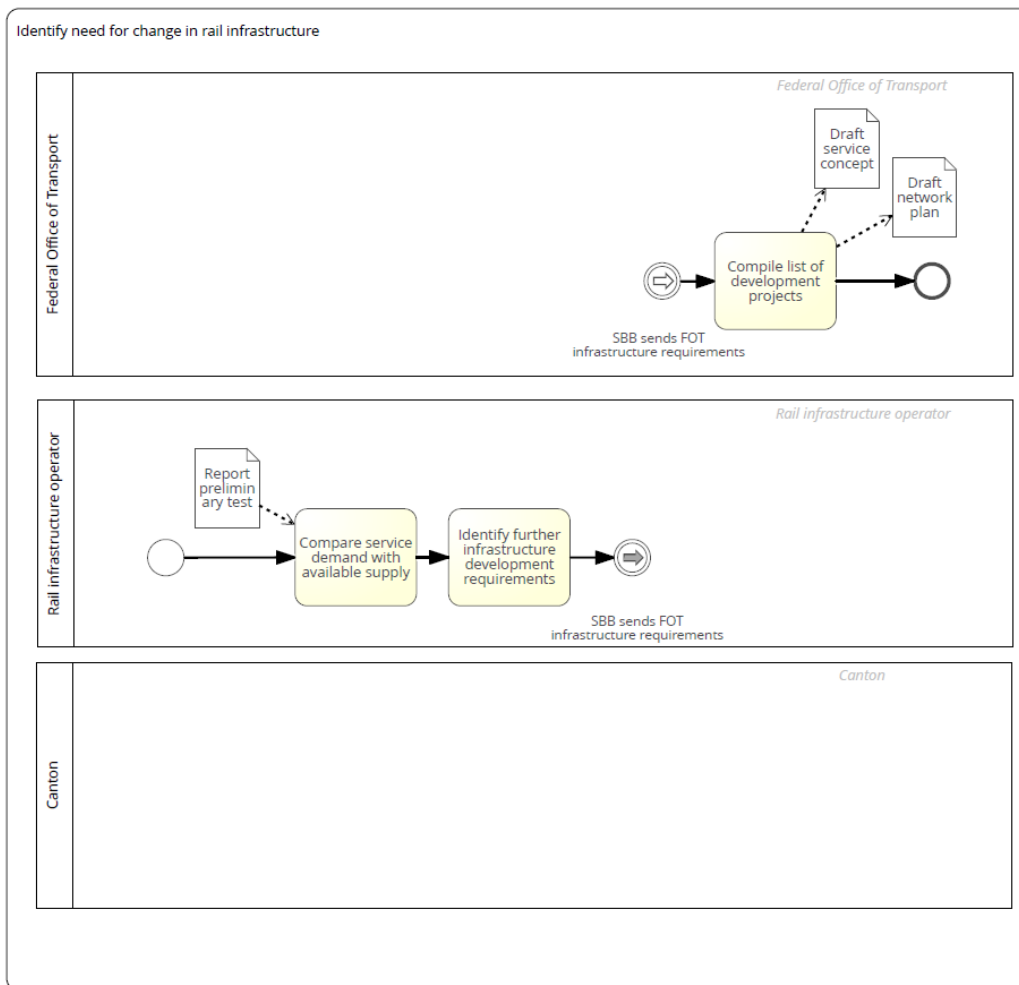 Identify need for change in rail infrastructure
Federal Office of Transport
Federal Office of Transport
Draft
service
concept
Draft
network
plan
Compile list of
development
projects
SBB sends FOT
infrastructure requirements
Rail infrastructure operator
Rail infrastructure operator
Report
prelimin
ary test
Compare service
demand with
available supply
Identify further
infrastructure
development
requirements
SBB sends FOT
infrastructure requirements
Canton
Canton